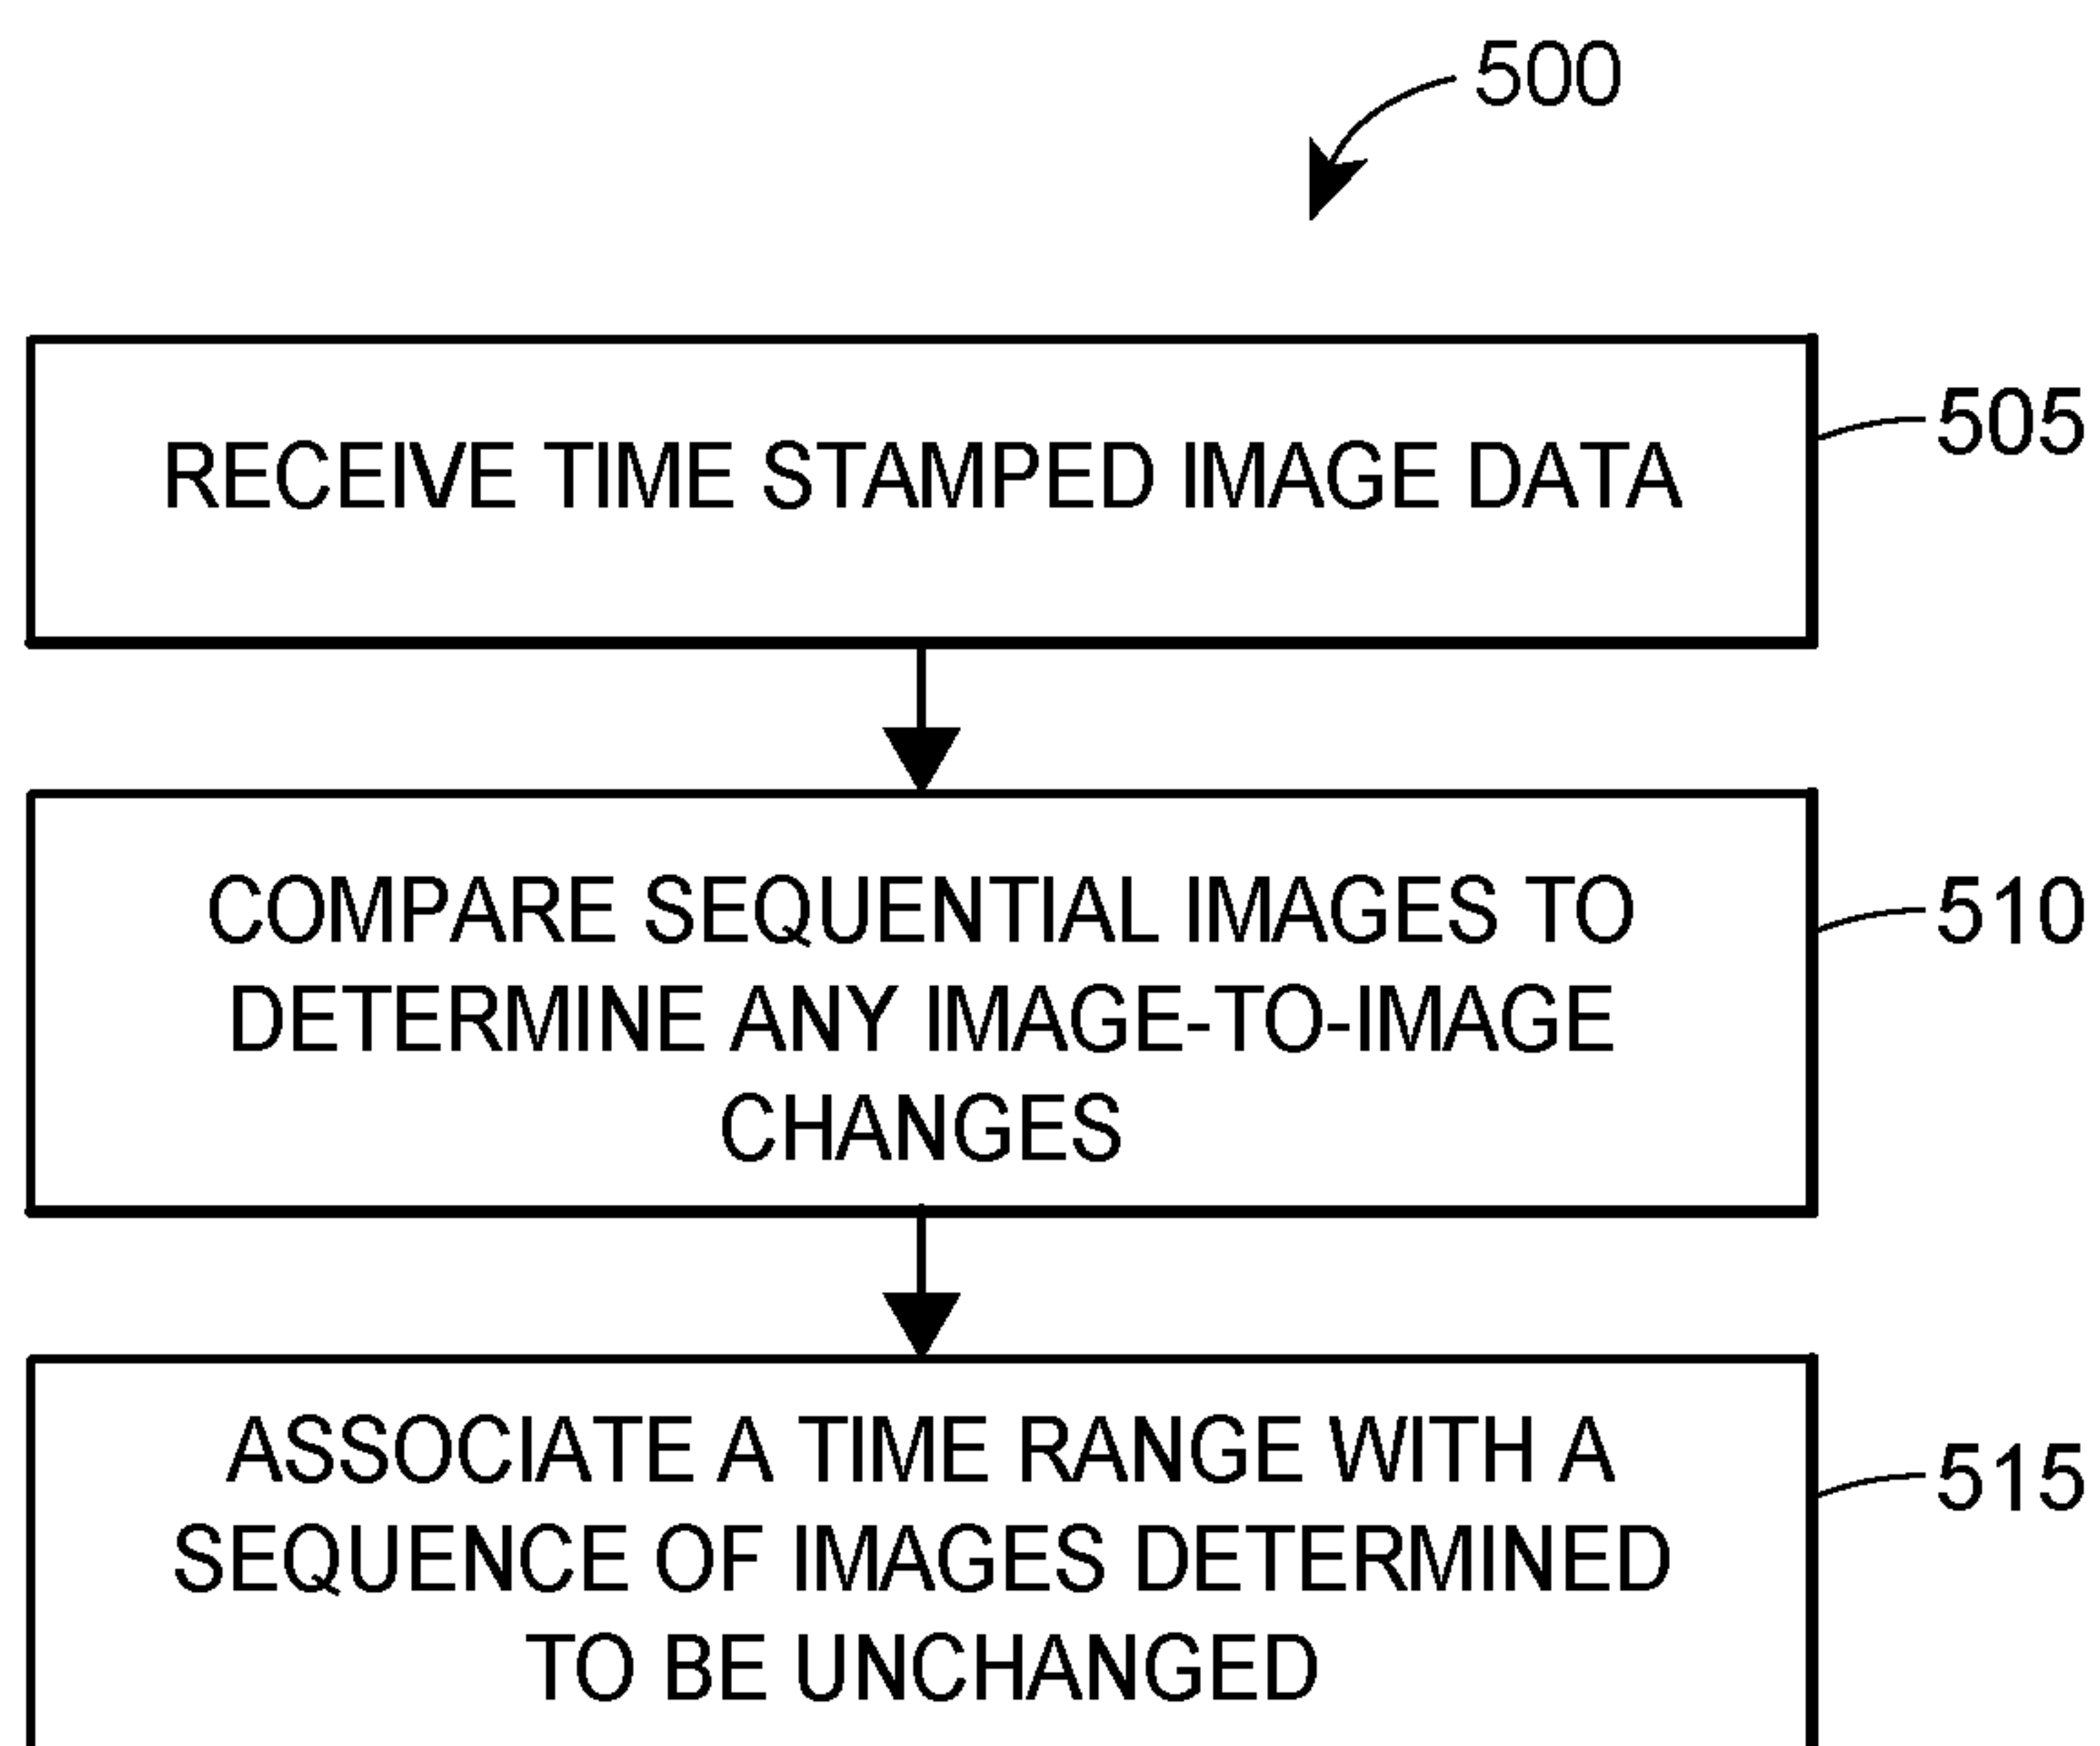 500
RECEIVE TIME STAMPED IMAGE DATA
505
COMPARE SEQUENTIAL IMAGES TO
DETERMINE ANY IMAGE-TO-IMAGE
CHANGES
510
ASSOCIATE A TIME RANGE WITH A
SEQUENCE OF IMAGES DETERMINED
TO BE UNCHANGED
515